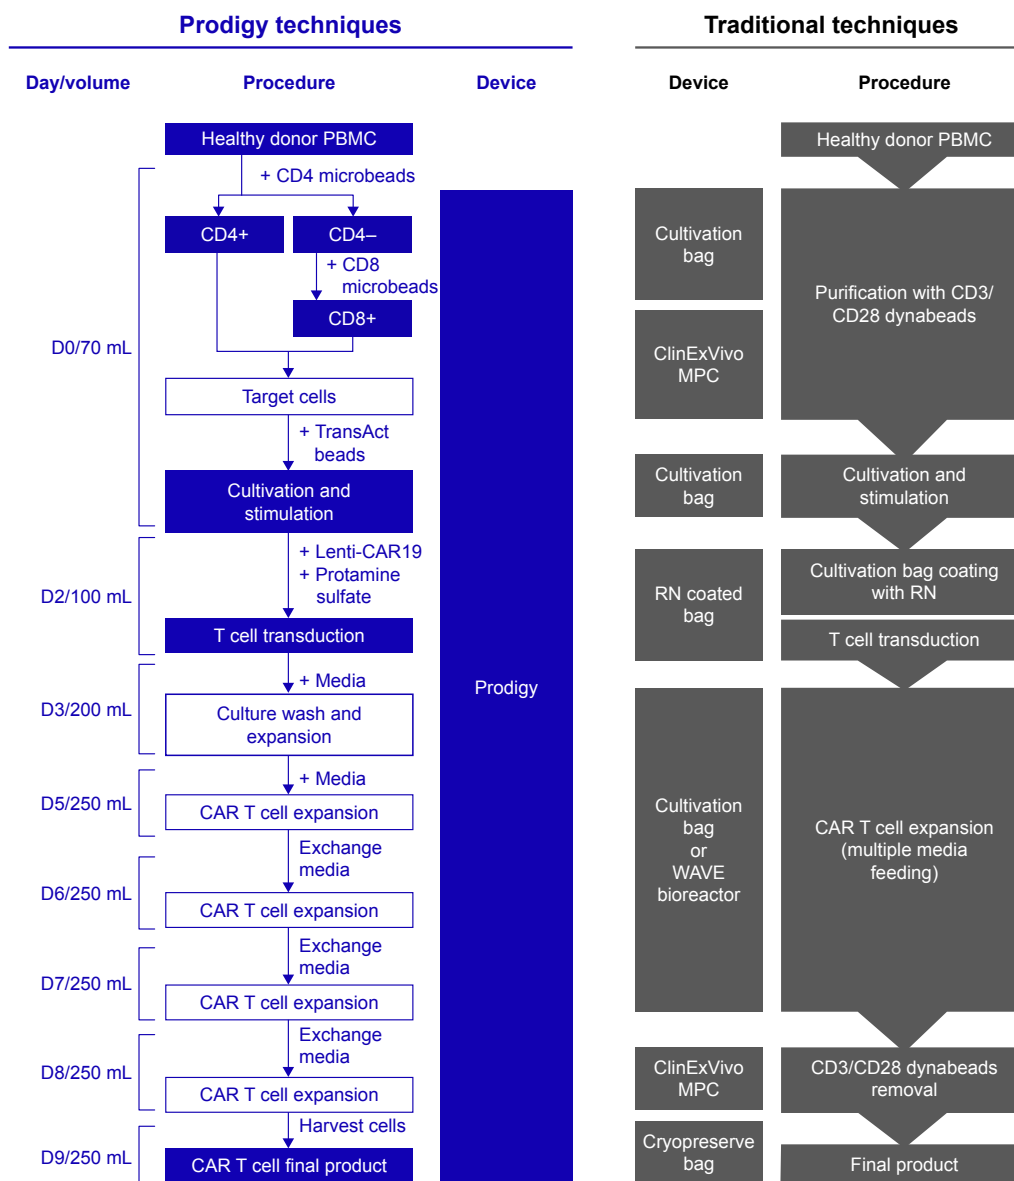 Prodigy techniques
Day/volume
Procedure
Device
Healthy donor PBMC
+ CD4 microbeads
CD4+
CD4–
+ CD8
microbeads
CD8+
D0/70 mL
Target cells
+ TransAct
beads
Cultivation and
stimulation
+ Lenti-CAR19
+ Protamine
sulfate
D2/100 mL
T cell transduction
+ Media
D3/200 mL
Culture wash and
expansion
+ Media
D5/250 mL
CAR T cell expansion
Exchange
media
D6/250 mL
CAR T cell expansion
Exchange
media
D7/250 mL
CAR T cell expansion
Exchange
media
D8/250 mL
CAR T cell expansion
Harvest cells
D9/250 mL
CAR T cell final product
Prodigy
Traditional techniques
Device
Procedure
Healthy donor PBMC
Cultivation
bag
ClinExVivo
MPC
Purification with CD3/
CD28 dynabeads
Cultivation
bag
Cultivation and
stimulation
RN coated
bag
Cultivation bag coating
with RN
T cell transduction
Cultivation
bag
or
WAVE
bioreactor
CAR T cell expansion
(multiple media
feeding)
ClinExVivo
MPC
CD3/CD28 dynabeads
removal
Cryopreserve
bag
Final product